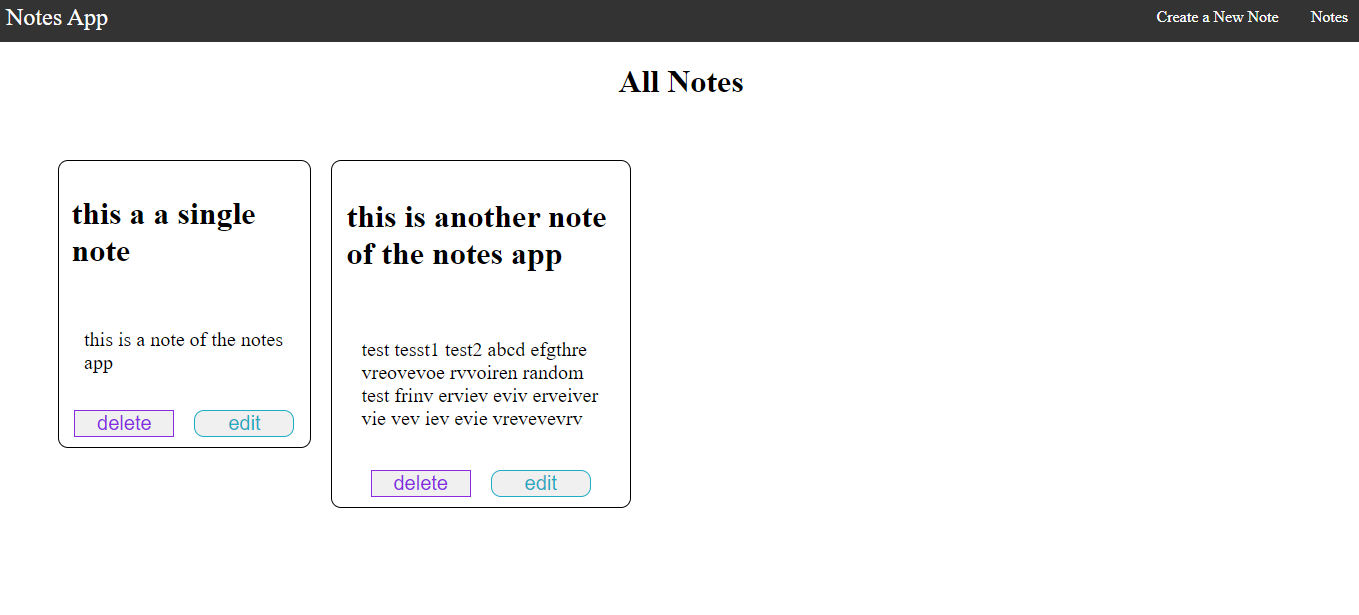 Notes App
Create a New Note
Notes
All Notes
this a a single
note
this is a note of the notes
app
delete
edit
this is another note
of the notes app
test tesst1 test2 abcd efgthre
vreovevoe rvvoiren random
test frinv erviev eviv erveiver
vie vev iev evie vrevevevrv
delete
edit